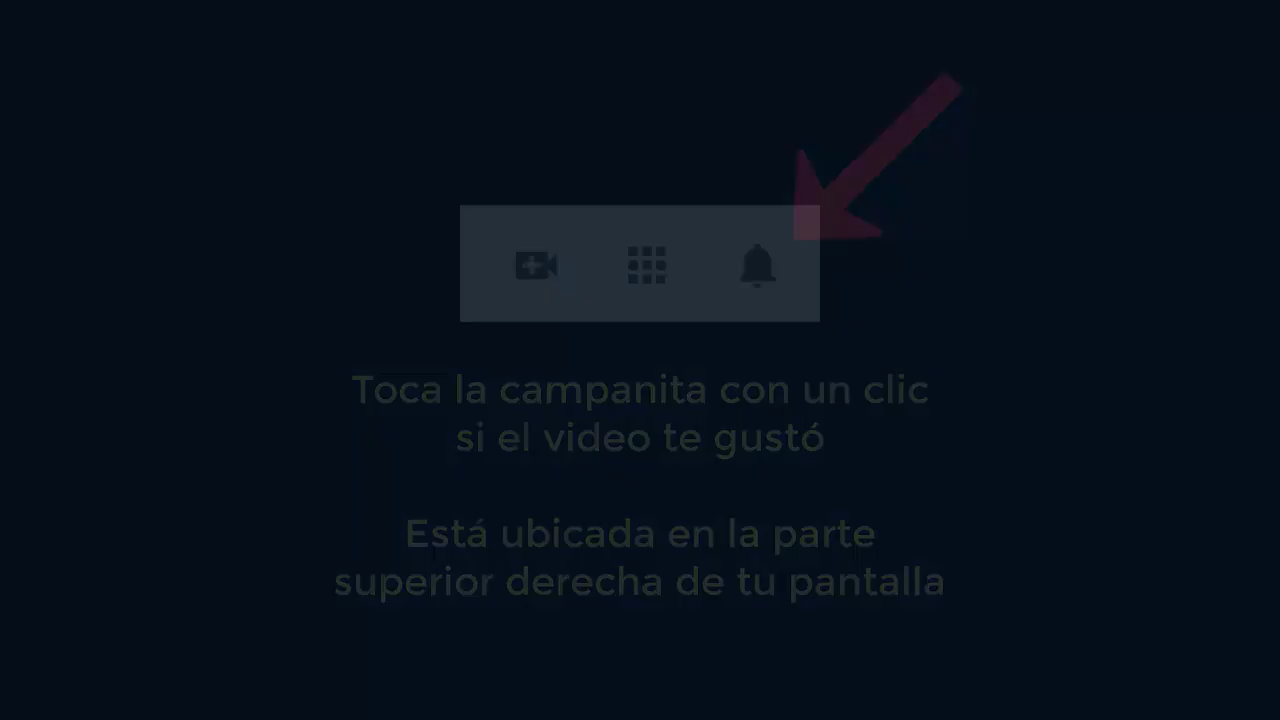 Toca la campanita con un clic
si el video te gustó
Está ubicada en la parte
superior derecha de tu pantalla